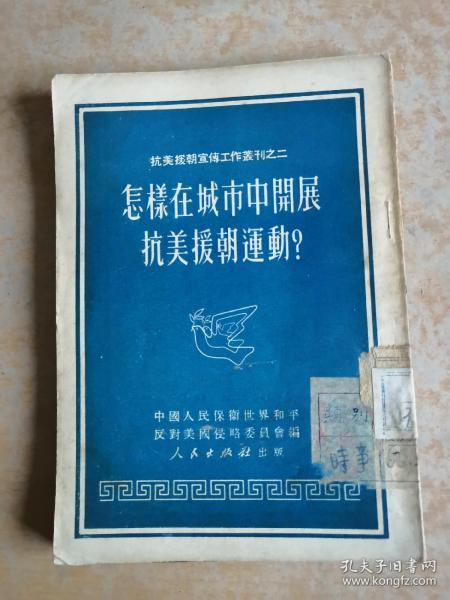 抗美援朝宣傳工作叢刊之二
怎樣在城市中開展
抗美援朝運動?
中國人民保衛世界和平
反對美國侵略委員會編
人民出版社出版
類別
時事
孔夫子旧书网
www.kongfz.com